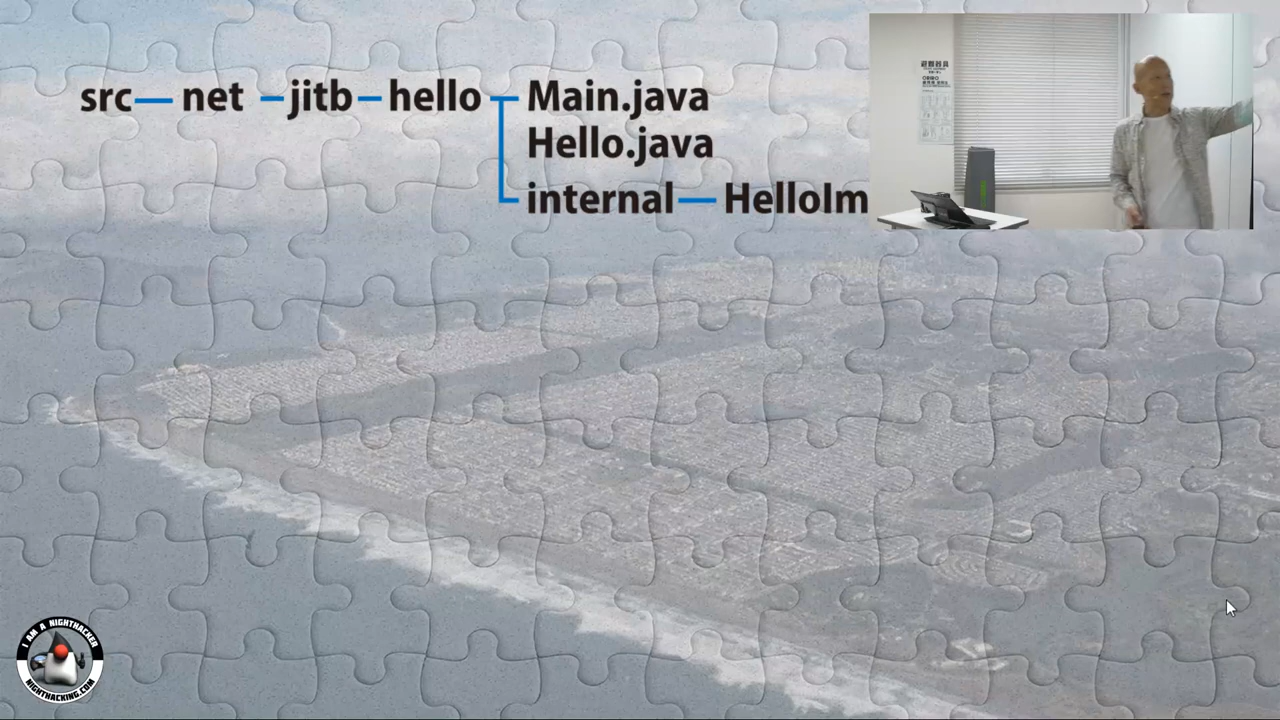 src net jitb hello Main.java
Hello.java
internal HelloIm
I AM A NIGHTHACKER
NIGHTHACKING.COM